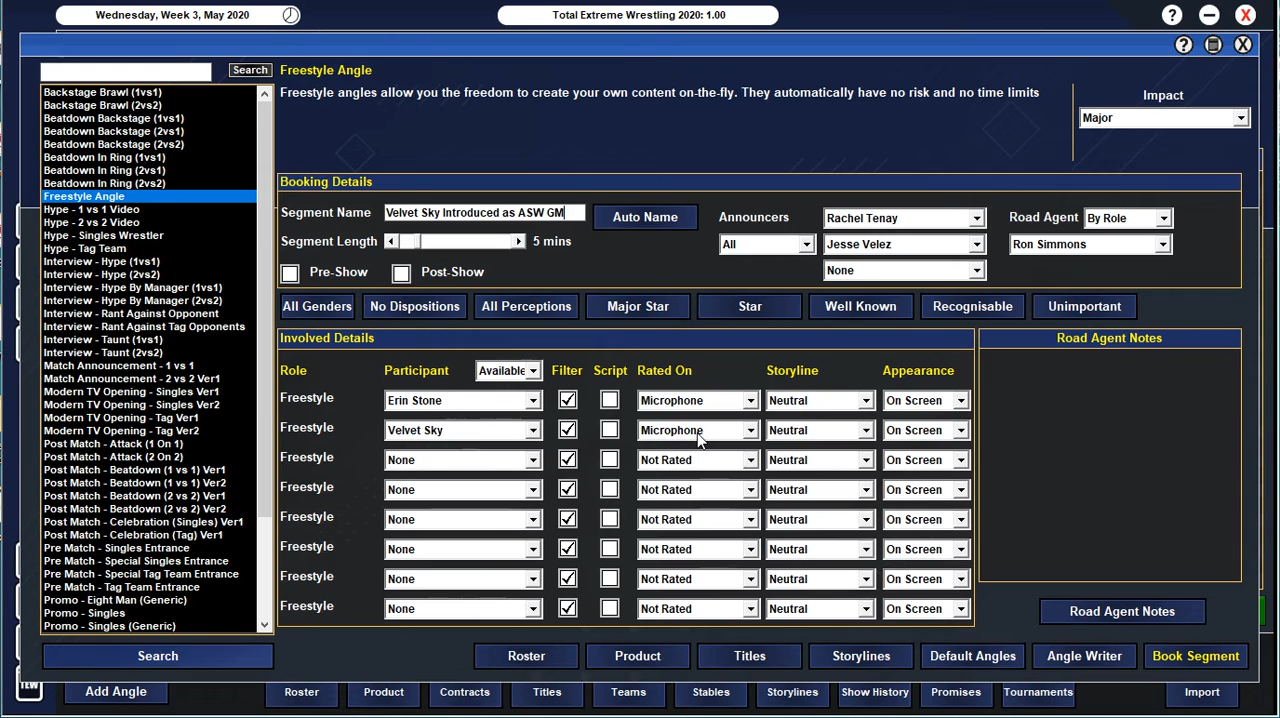 Wednesday, Week 3, May 2020
Total Extreme Wrestling 2020: 1.00
? X
? X
Search
Backstage Brawl (1vs1)
Backstage Brawl (2vs2)
Beatdown Backstage (1vs1)
Beatdown Backstage (2vs1)
Beatdown Backstage (2vs2)
Beatdown In Ring (1vs1)
Beatdown In Ring (2vs1)
Beatdown In Ring (2vs2)
Freestyle Angle
Hype - 1 vs 1 Video
Hype - 2 vs 2 Video
Hype - Singles Wrestler
Hype - Tag Team
Interview - Hype (1vs1)
Interview - Hype (2vs2)
Interview - Hype By Manager (1vs1)
Interview - Hype By Manager (2vs2)
Interview - Rant Against Opponent
Interview - Rant Against Tag Opponents
Interview - Taunt (1vs1)
Interview - Taunt (2vs2)
Match Announcement - 1 vs 1
Match Announcement - 2 vs 2 Ver1
Modern TV Opening - Singles Ver1
Modern TV Opening - Singles Ver2
Modern TV Opening - Tag Ver1
Modern TV Opening - Tag Ver2
Post Match - Attack (1 On 1)
Post Match - Attack (2 On 2)
Post Match - Beatdown (1 vs 1) Ver1
Post Match - Beatdown (1 vs 1) Ver2
Post Match - Beatdown (2 vs 2) Ver1
Post Match - Beatdown (2 vs 2) Ver2
Post Match - Celebration (Singles) Ver1
Post Match - Celebration (Tag) Ver1
Pre Match - Singles Entrance
Pre Match - Special Singles Entrance
Pre Match - Special Tag Team Entrance
Pre Match - Tag Team Entrance
Promo - Eight Man (Generic)
Promo - Singles
Promo - Singles (Generic)
Search
Freestyle Angle
Freestyle angles allow you the freedom to create your own content on-the-fly. They automatically have no risk and no time limits
Impact
Major
Booking Details
Segment Name Velvet Sky Introduced as ASW GM Auto Name Announcers Rachel Tenay Road Agent By Role
Segment Length 5 mins All Jesse Velez Ron Simmons
Pre-Show Post-Show None
All Genders No Dispositions All Perceptions Major Star Star Well Known Recognisable Unimportant
Involved Details
Role Participant Available Filter Script Rated On Storyline Appearance
Freestyle Erin Stone Microphone Neutral On Screen
Freestyle Velvet Sky Microphone Neutral On Screen
Freestyle None Not Rated Neutral On Screen
Freestyle None Not Rated Neutral On Screen
Freestyle None Not Rated Neutral On Screen
Freestyle None Not Rated Neutral On Screen
Freestyle None Not Rated Neutral On Screen
Freestyle None Not Rated Neutral On Screen
Road Agent Notes
Road Agent Notes
Roster Product Titles Storylines Default Angles Angle Writer Book Segment
TEW Add Angle Roster Product Contracts Titles Teams Stables Storylines Show History Promises Tournaments Import